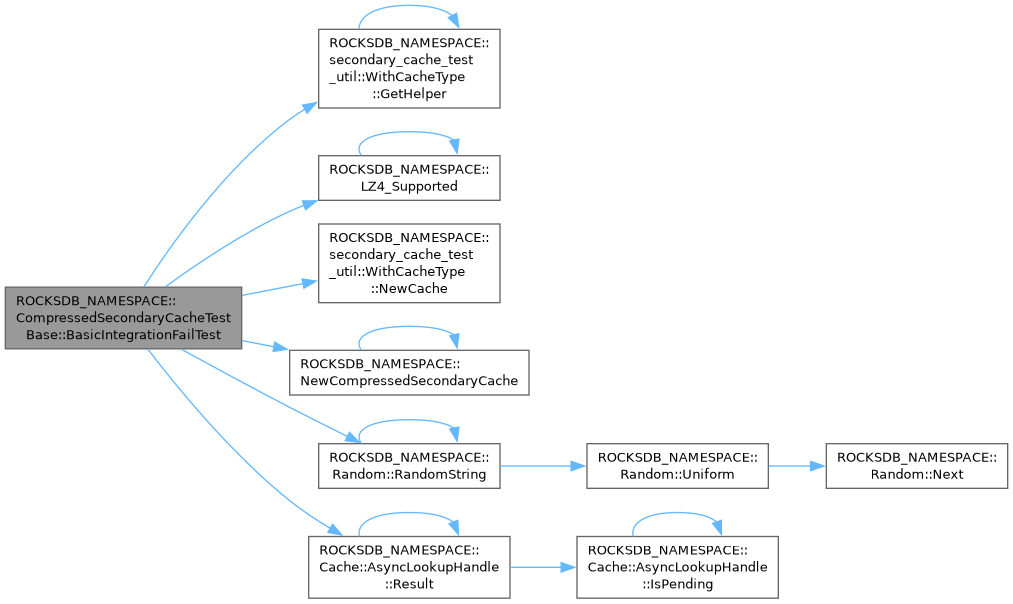 ROCKSDB_NAMESPACE::
secondary_cache_test
_util::WithCacheType
::GetHelper
ROCKSDB_NAMESPACE::
LZ4_Supported
ROCKSDB_NAMESPACE::
secondary_cache_test
_util::WithCacheType
::NewCache
ROCKSDB_NAMESPACE::
CompressedSecondaryCacheTest
Base::BasicIntegrationFailTest
ROCKSDB_NAMESPACE::
NewCompressedSecondaryCache
ROCKSDB_NAMESPACE::
Random::RandomString
ROCKSDB_NAMESPACE::
Random::Uniform
ROCKSDB_NAMESPACE::
Random::Next
ROCKSDB_NAMESPACE::
Cache::AsyncLookupHandle
::Result
ROCKSDB_NAMESPACE::
Cache::AsyncLookupHandle
::IsPending